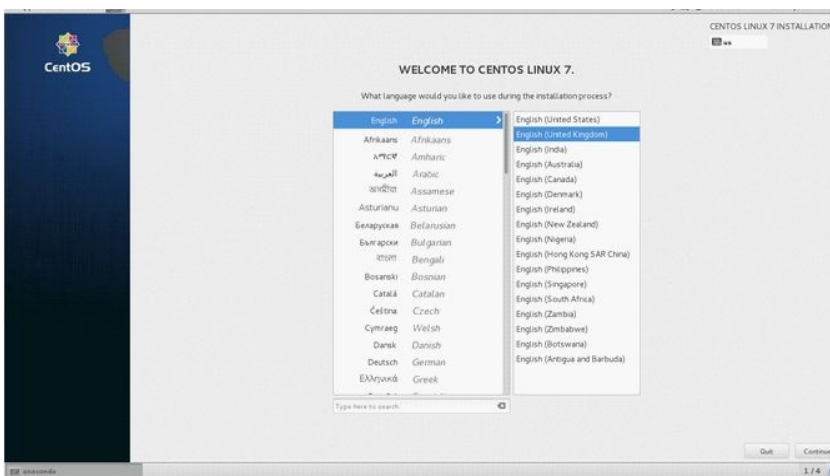 CENTOS LINUX 7 INSTALLATION
us
CentOS
WELCOME TO CENTOS LINUX 7.
What language would you like to use during the installation process?
English English
Afrikaans Afrikaans
አማርኛ Amharic
العربية Arabic
অসমীয়া Assamese
Asturianu Asturian
Беларуская Belarusian
Български Bulgarian
বাংলা Bengali
Bosanski Bosnian
Català Catalan
Čeština Czech
Cymraeg Welsh
Dansk Danish
Deutsch German
Ελληνικά Greek
English (United States)
English (United Kingdom)
English (India)
English (Australia)
English (Canada)
English (Denmark)
English (Ireland)
English (New Zealand)
English (Nigeria)
English (Hong Kong SAR China)
English (Philippines)
English (Singapore)
English (South Africa)
English (Zambia)
English (Zimbabwe)
English (Botswana)
English (Antigua and Barbuda)
Type here to search.
Quit
Continue
anaconda
1 / 4